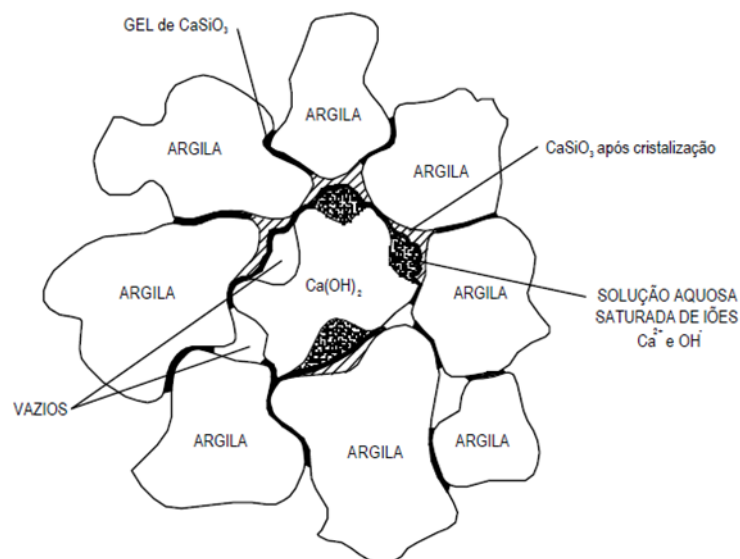 GEL de CaSiO₃
ARGILA
ARGILA
ARGILA
CaSiO₃ após cristalização
ARGILA
Ca(OH)₂
ARGILA
SOLUÇÃO AQUOSA
SATURADA DE IÕES
Ca²⁺ e OH⁻
VAZIOS
ARGILA
ARGILA
ARGILA